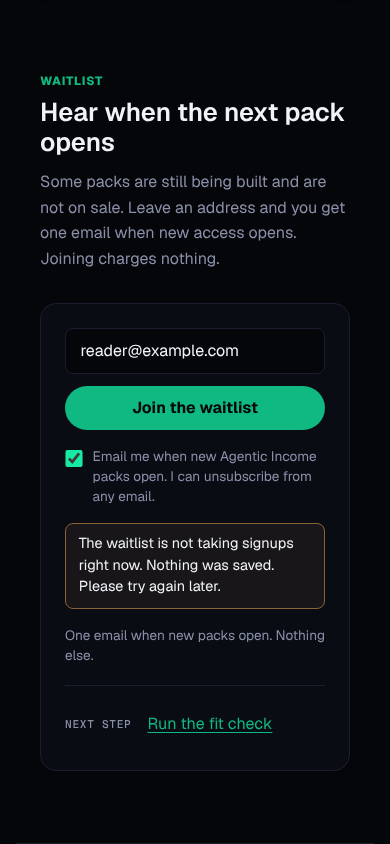 WAITLIST
Hear when the next pack
opens
Some packs are still being built and are
not on sale. Leave an address and you get
one email when new access opens.
Joining charges nothing.
reader@example.com
Join the waitlist
Email me when new Agentic Income
packs open. I can unsubscribe from
any email.
The waitlist is not taking signups
right now. Nothing was saved.
Please try again later.
One email when new packs open. Nothing
else.
NEXT STEP Run the fit check